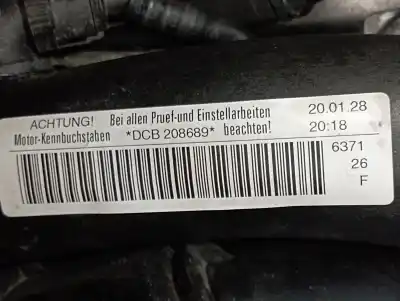 ACHTUNG! Bei allen Pruef-und Einstellarbeiten 20.01.28
Motor-Kennbuchstaben *DCB 208689* beachten! 20:18
6371
26
F